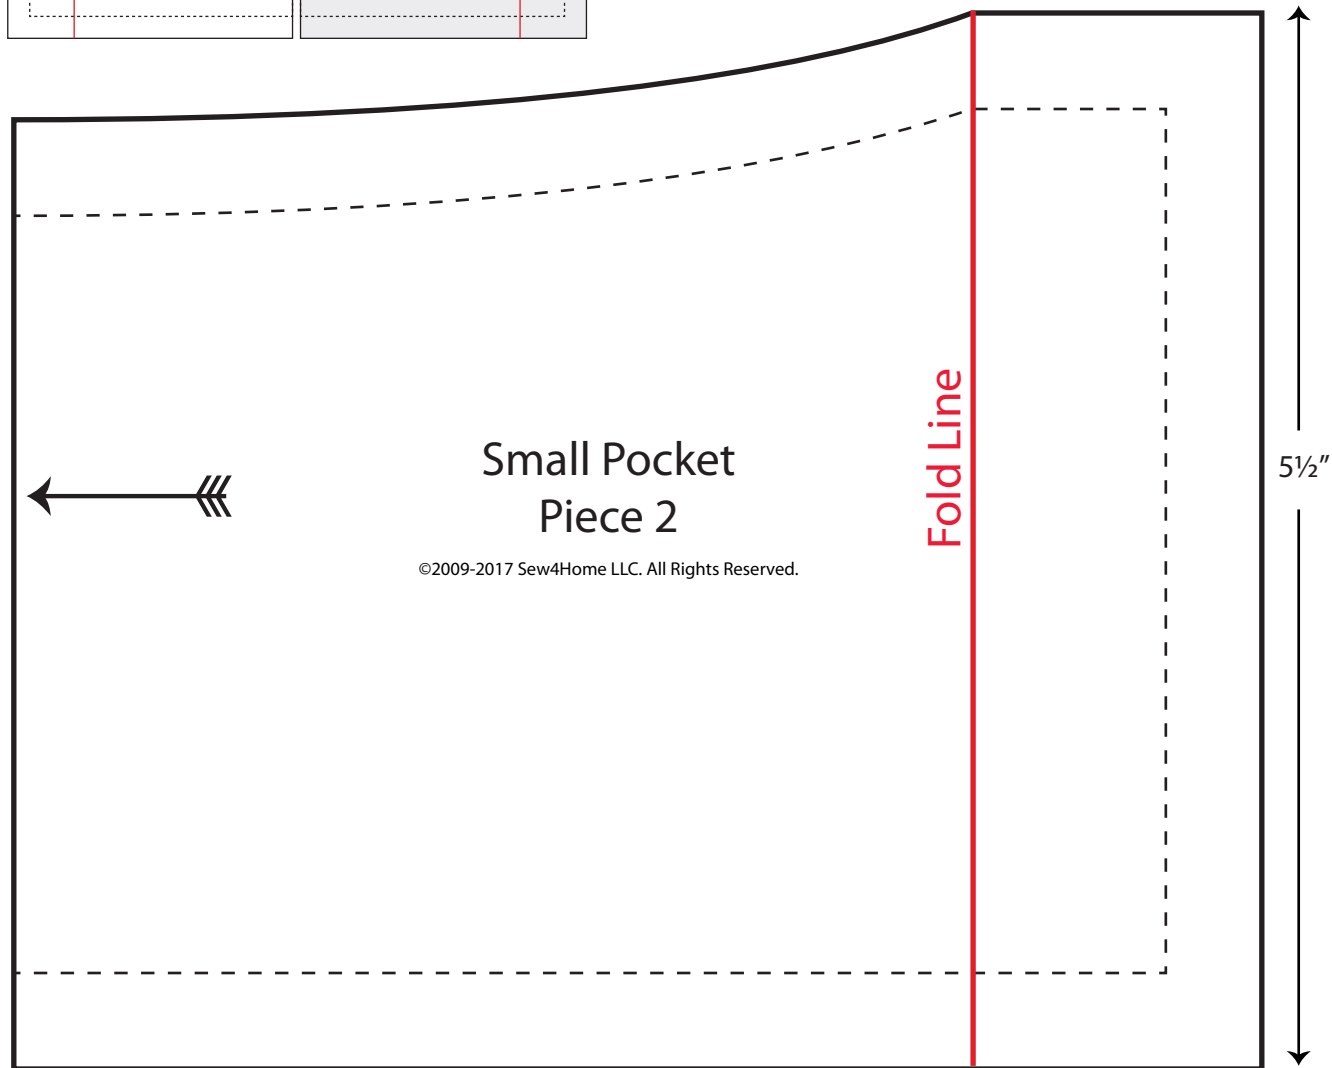 Small Pocket
Piece 2
©2009-2017 Sew4Home LLC. All Rights Reserved.
Fold Line
5½"